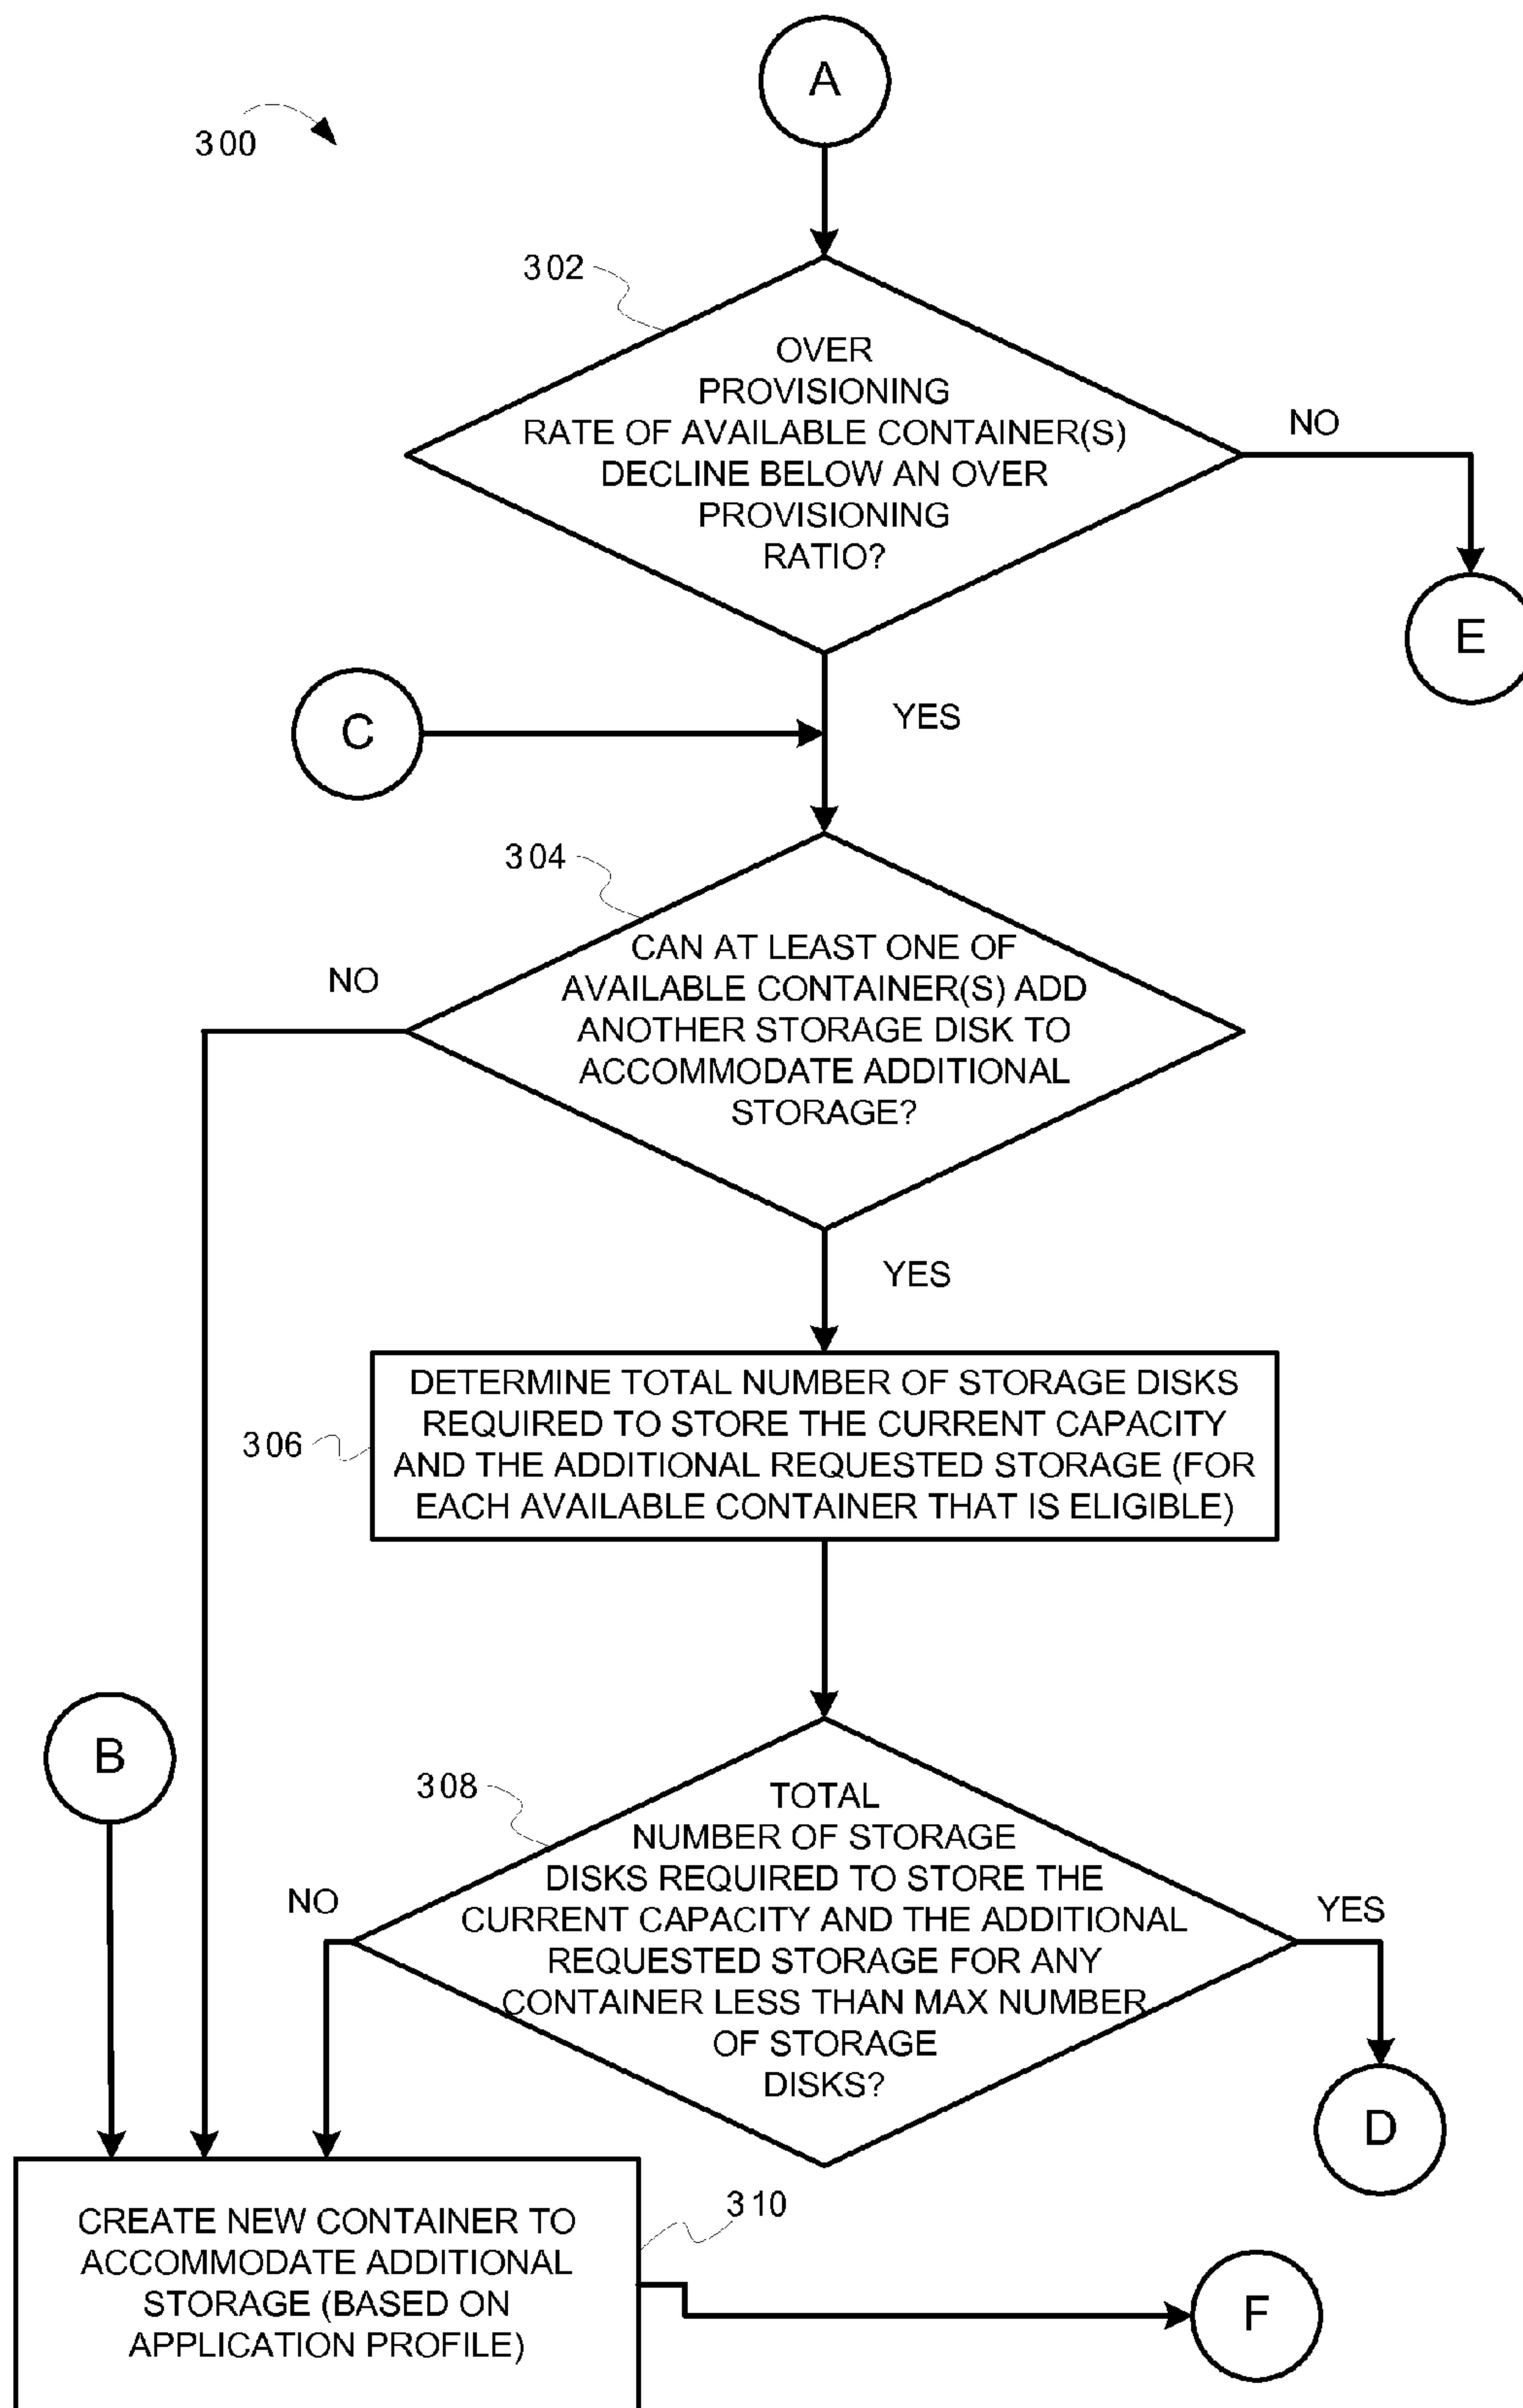 A
300
302
OVER
PROVISIONING
RATE OF AVAILABLE CONTAINER(S)
DECLINE BELOW AN OVER
PROVISIONING
RATIO?
NO
E
C
YES
304
CAN AT LEAST ONE OF
AVAILABLE CONTAINER(S) ADD
ANOTHER STORAGE DISK TO
ACCOMMODATE ADDITIONAL
STORAGE?
NO
YES
306
DETERMINE TOTAL NUMBER OF STORAGE DISKS
REQUIRED TO STORE THE CURRENT CAPACITY
AND THE ADDITIONAL REQUESTED STORAGE (FOR
EACH AVAILABLE CONTAINER THAT IS ELIGIBLE)
B
308
TOTAL
NUMBER OF STORAGE
DISKS REQUIRED TO STORE THE
CURRENT CAPACITY AND THE ADDITIONAL
REQUESTED STORAGE FOR ANY
CONTAINER LESS THAN MAX NUMBER
OF STORAGE
DISKS?
NO
YES
D
310
CREATE NEW CONTAINER TO
ACCOMMODATE ADDITIONAL
STORAGE (BASED ON
APPLICATION PROFILE)
F